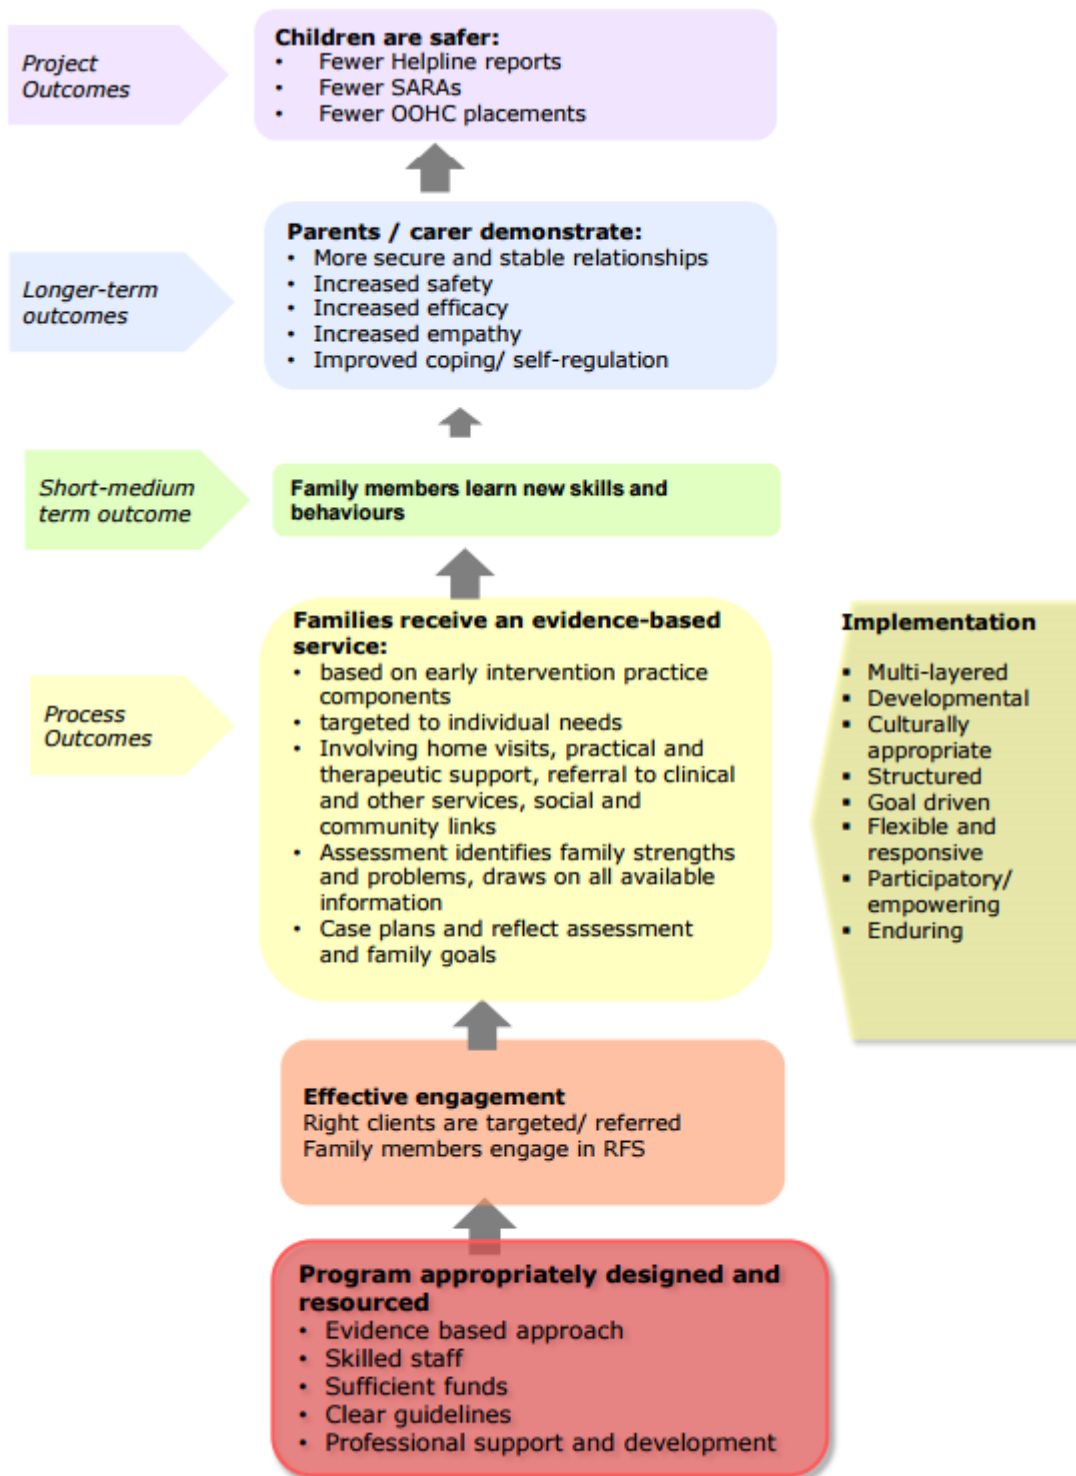 Project
Outcomes
Children are safer:
• Fewer Helpline reports
• Fewer SARAs
• Fewer OOHC placements
Longer-term
outcomes
Parents / carer demonstrate:
• More secure and stable relationships
• Increased safety
• Increased efficacy
• Increased empathy
• Improved coping/ self-regulation
Short-medium
term outcome
Family members learn new skills and
behaviours
Process
Outcomes
Families receive an evidence-based
service:
• based on early intervention practice
components
• targeted to individual needs
• Involving home visits, practical and
therapeutic support, referral to clinical
and other services, social and
community links
• Assessment identifies family strengths
and problems, draws on all available
information
• Case plans and reflect assessment
and family goals
Implementation
▪ Multi-layered
▪ Developmental
▪ Culturally
appropriate
▪ Structured
▪ Goal driven
▪ Flexible and
responsive
▪ Participatory/
empowering
▪ Enduring
Effective engagement
Right clients are targeted/ referred
Family members engage in RFS
Program appropriately designed and
resourced
• Evidence based approach
• Skilled staff
• Sufficient funds
• Clear guidelines
• Professional support and development